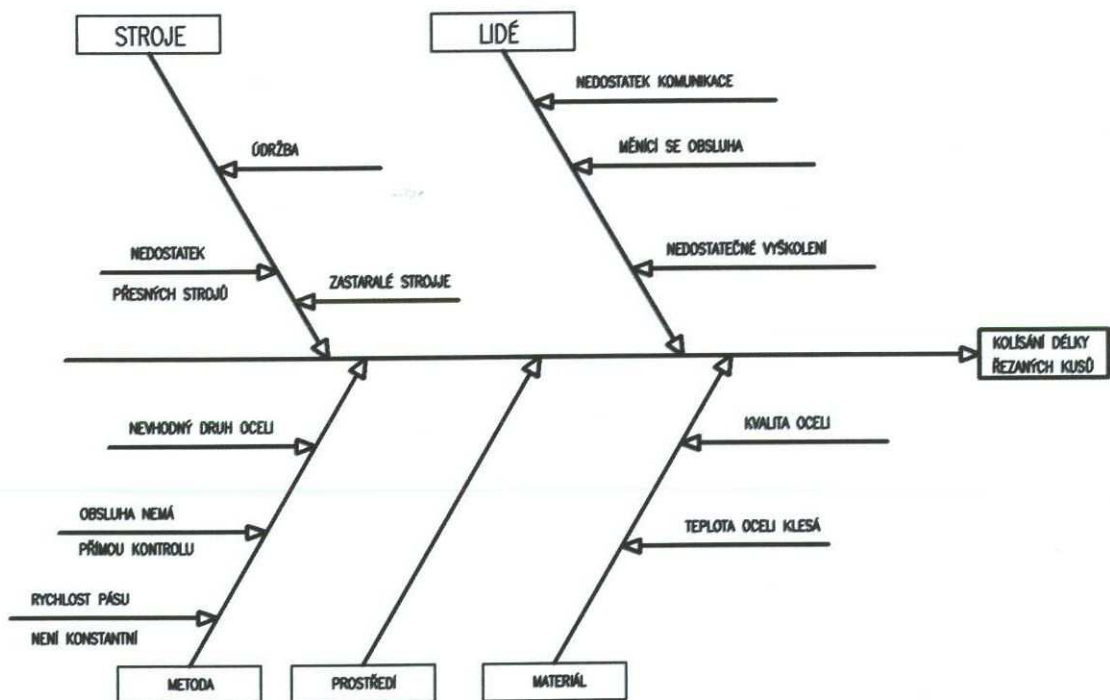 STROJE
LIDÉ
NEDOSTATEK KOMUNIKACE
ÚDRŽBA
MĚNÍCÍ SE OBSLUHA
NEDOSTATEK
PŘESNÝCH STROJŮ
ZASTARALÉ STROJJE
NEDOSTATEČNÉ VYŠKOLENÍ
KOLÍSÁNÍ DÉLKY
ŘEZANÝCH KUSŮ
NEVHODNÝ DRUH OCELI
KVALITA OCELI
OBSLUHA NEMÁ
PŘÍMOU KONTROLU
TEPLOTA OCELI KLESÁ
RYCHLOST PÁSU
NENÍ KONSTANTNÍ
METODA
PROSTŘEDÍ
MATERIÁL